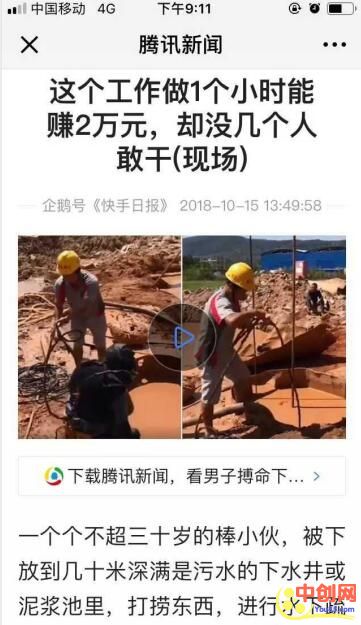 中国移动 4G 下午9:11
腾讯新闻
这个工作做1个小时能
赚2万元，却没几个人
敢干(现场)
企鹅号《快手日报》 2018-10-15 13:49:58
下载腾讯新闻，看男子搏命下...
一个个不超三十岁的棒小伙，被下
放到几十米深满是污水的下水井或
泥浆池里，打捞东西，进行水下
中创网